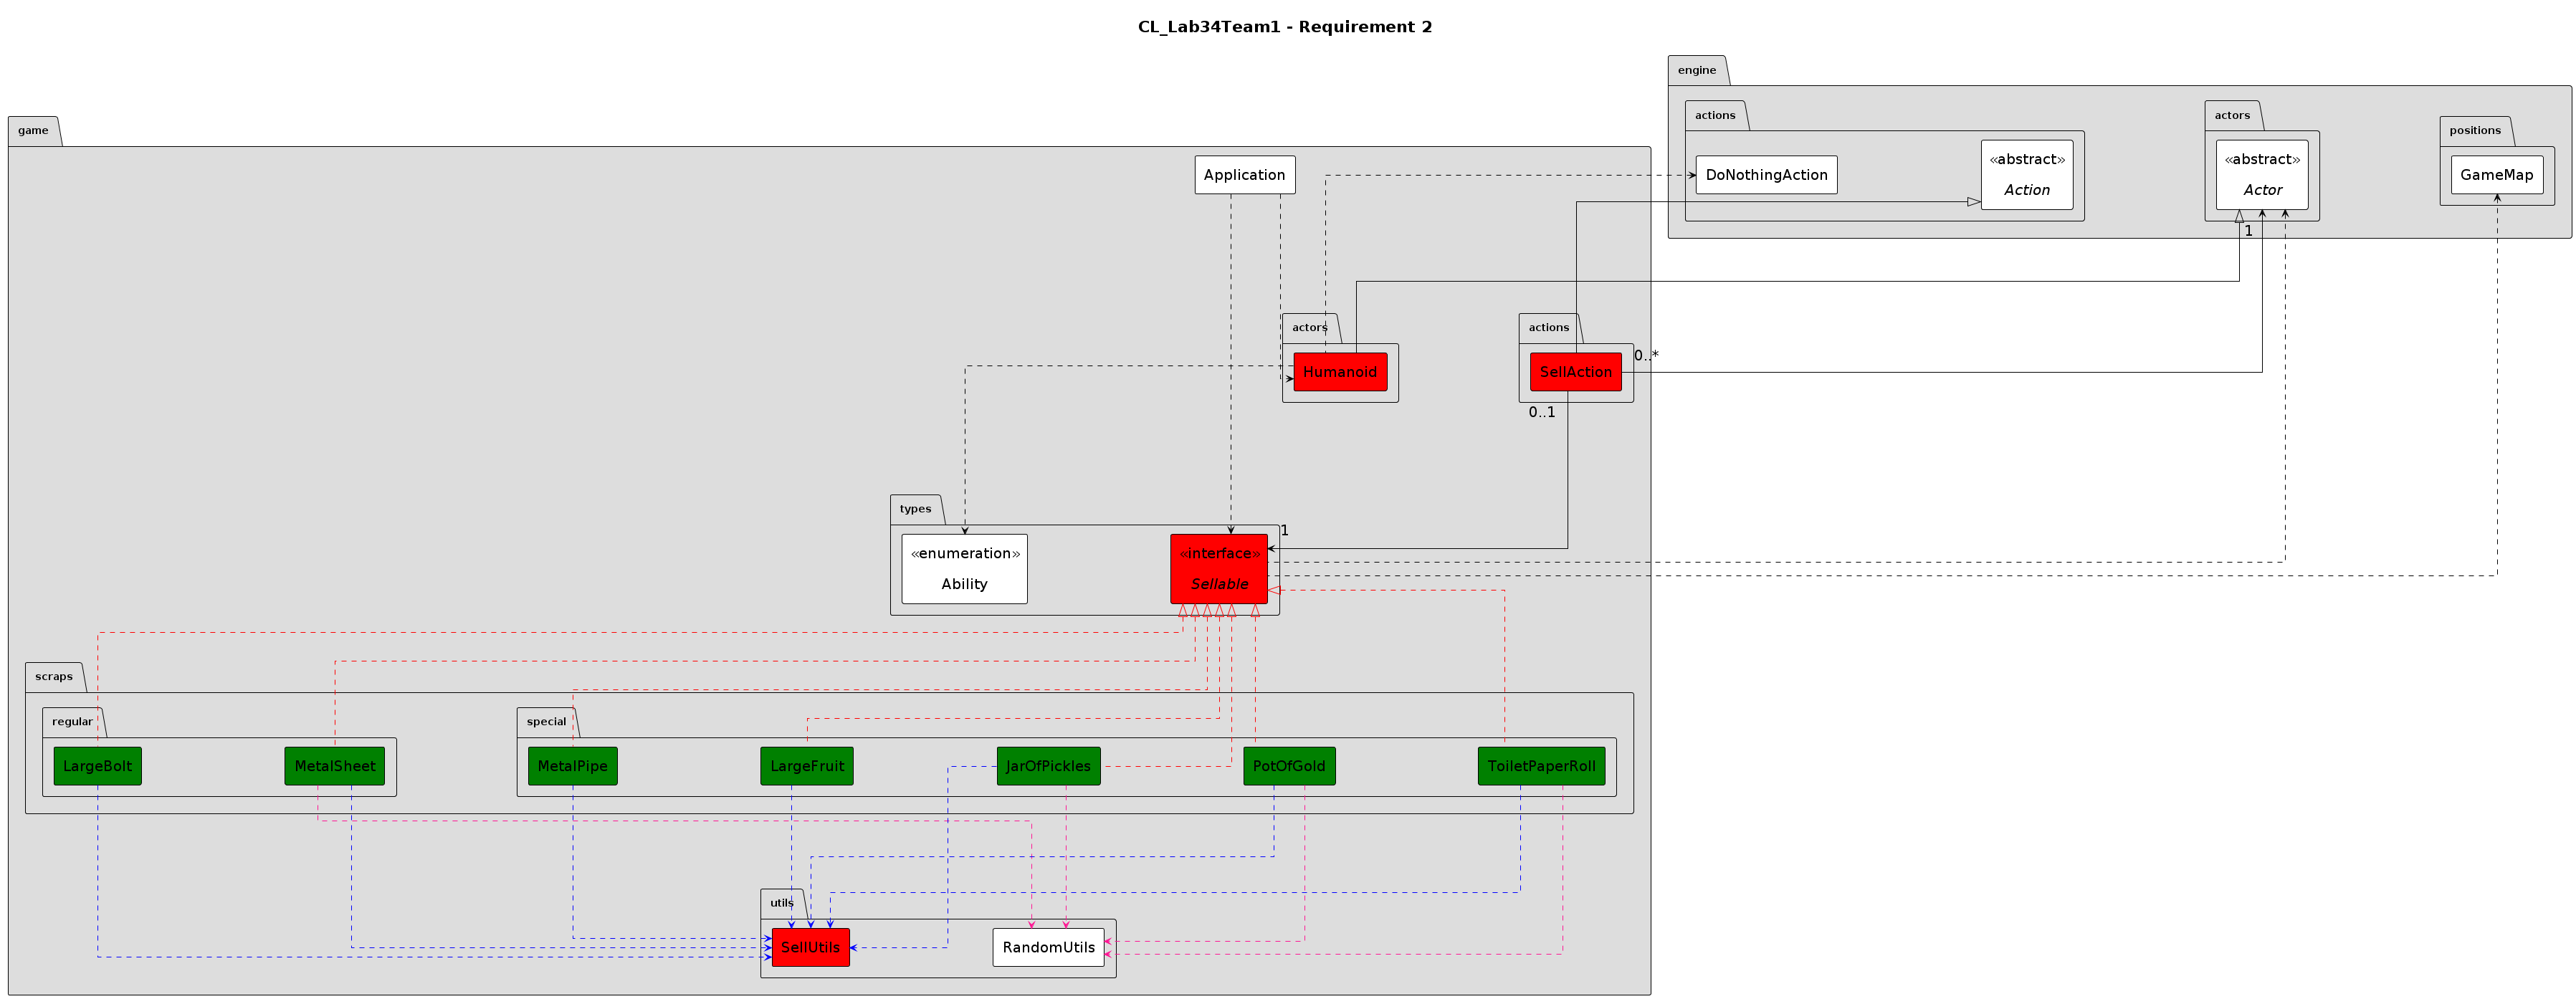 CL_Lab34Team1 - Requirement 2
engine
actions
actors
positions
game
«abstract»
Action
«abstract»
Actor
Application
DoNothingAction
GameMap
1
actors
actions
0..*
Humanoid
SellAction
0..1
types
1
«enumeration»
Ability
«interface»
Sellable
scraps
regular
special
LargeBolt
MetalSheet
MetalPipe
LargeFruit
JarOfPickles
PotOfGold
ToiletPaperRoll
utils
SellUtils
RandomUtils